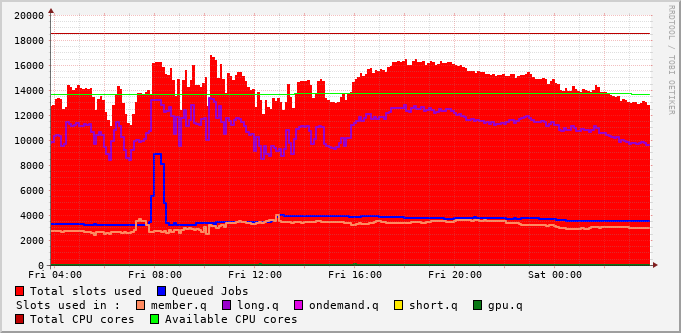 20000
18000
16000
14000
12000
10000
8000
6000
4000
2000
0
Fri 04:00 Fri 08:00 Fri 12:00 Fri 16:00 Fri 20:00 Sat 00:00
Total slots used Queued Jobs
Slots used in : member.q long.q ondemand.q short.q gpu.q
Total CPU cores Available CPU cores
RRDTOOL / TOBI OETIKER